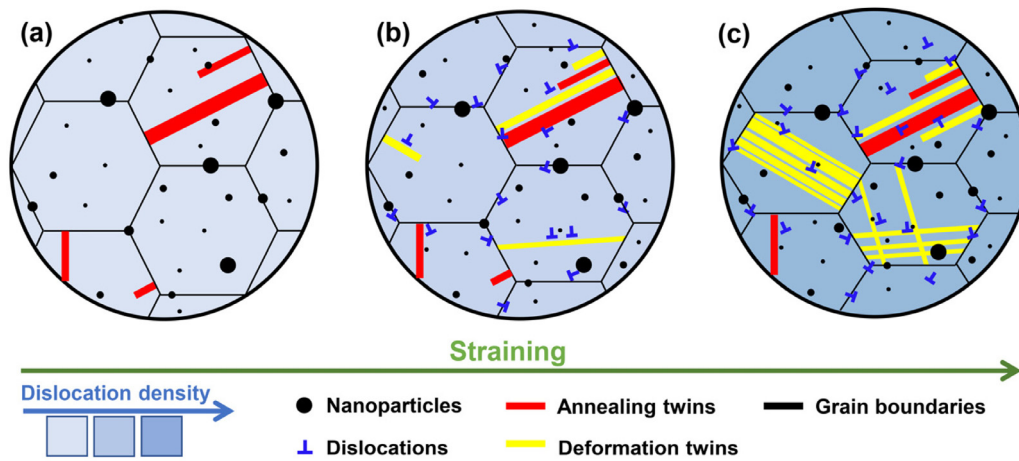 (a)
(b)
(c)
Straining
Dislocation density
Nanoparticles
Annealing twins
Grain boundaries
Dislocations
Deformation twins